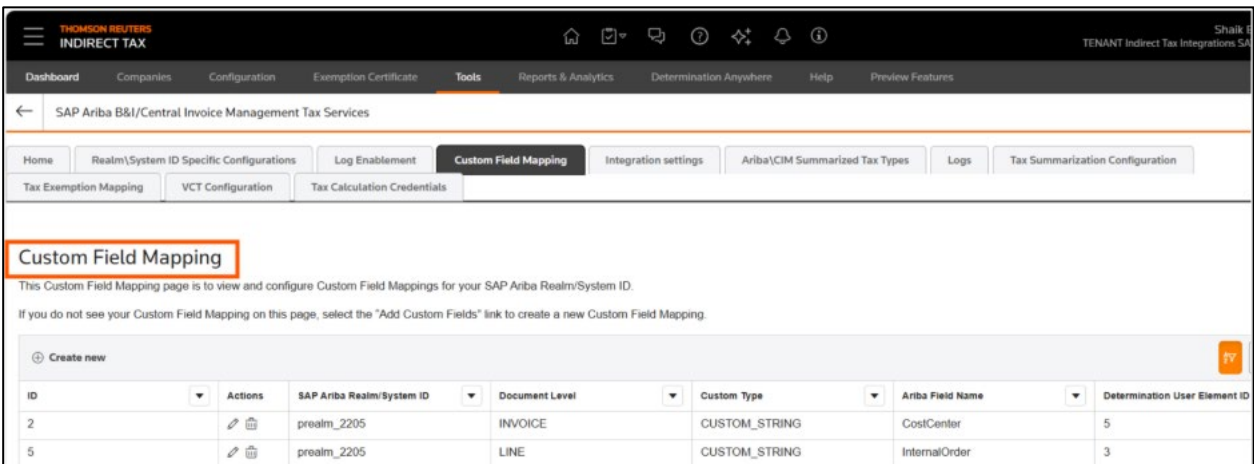 THOMSON REUTERS
INDIRECT TAX
Shaik
TENANT Indirect Tax Integrations
Dashboard Companies Configuration Exemption Certificate Tools Reports & Analytics Determination Anywhere Help Preview Features
SAP Ariba B&I/Central Invoice Management Tax Services
Home Realm\System ID Specific Configurations Log Enablement Custom Field Mapping Integration settings Ariba\CIM Summarized Tax Types Logs Tax Summarization Configuration
Tax Exemption Mapping VCT Configuration Tax Calculation Credentials
Custom Field Mapping
This Custom Field Mapping page is to view and configure Custom Field Mappings for your SAP Ariba Realm/System ID.
If you do not see your Custom Field Mapping on this page, select the "Add Custom Fields" link to create a new Custom Field Mapping.
Create new
ID Actions SAP Ariba Realm/System ID Document Level Custom Type Ariba Field Name Determination User Element ID
2 prealm_2205 INVOICE CUSTOM_STRING CostCenter 5
5 prealm_2205 LINE CUSTOM_STRING InternalOrder 3